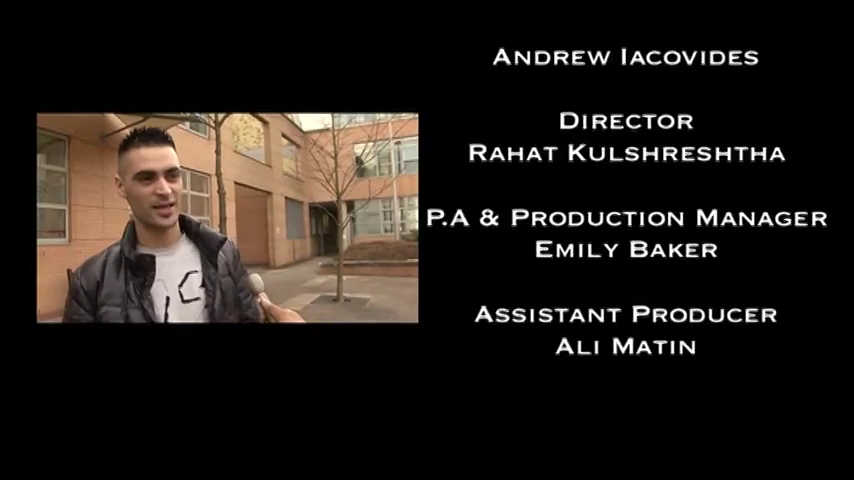 Andrew Iacovides
Director
Rahat Kulshreshtha
P.A & Production Manager
Emily Baker
Assistant Producer
Ali Matin